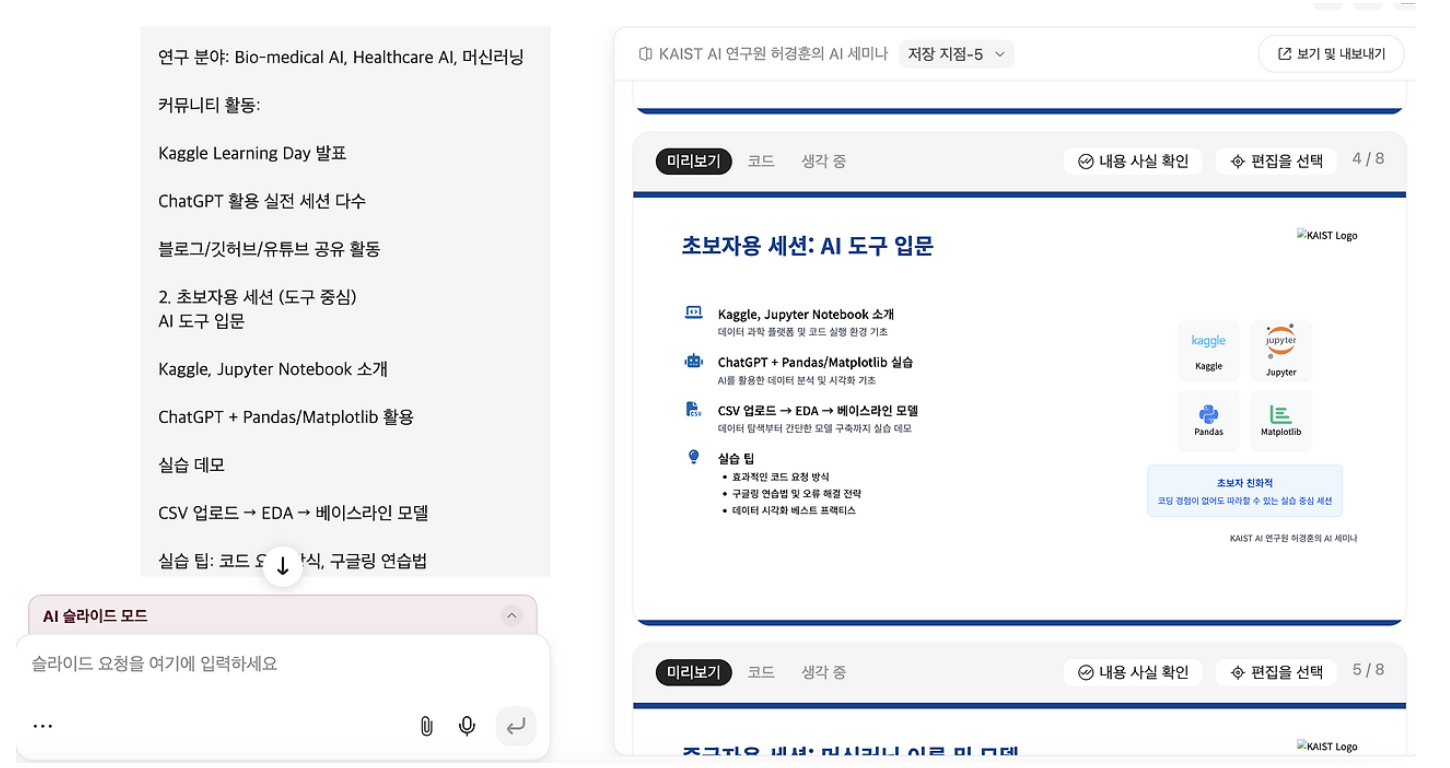 연구 분야: Bio-medical AI, Healthcare AI, 머신러닝
커뮤니티 활동:
Kaggle Learning Day 발표
ChatGPT 활용 실전 세션 다수
블로그/깃허브/유튜브 공유 활동
2. 초보자용 세션 (도구 중심)
AI 도구 입문
Kaggle, Jupyter Notebook 소개
ChatGPT + Pandas/Matplotlib 활용
실습 데모
CSV 업로드 → EDA → 베이스라인 모델
실습 팁: 코드 식, 구글링 연습법
AI 슬라이드 모드
슬라이드 요청을 여기에 입력하세요
KAIST AI 연구원 허경훈의 AI 세미나 저장 지점-5
보기 및 내보내기
미리보기 코드 생각 중 내용 사실 확인 편집을 선택 4 / 8
초보자용 세션: AI 도구 입문
KAIST Logo
Kaggle, Jupyter Notebook 소개
데이터 과학 플랫폼 및 코드 실행 환경 기초
ChatGPT + Pandas/Matplotlib 실습
AI를 활용한 데이터 분석 및 시각화 기초
CSV
CSV 업로드 → EDA → 베이스라인 모델
데이터 탐색부터 간단한 모델 구축까지 실습 데모
실습 팁
• 효과적인 코드 요청 방식
• 구글링 연습법 및 오류 해결 전략
• 데이터 시각화 베스트 프랙티스
kaggle
Kaggle
jupyter
Jupyter
Pandas
Matplotlib
초보자 친화적
코딩 경험이 없어도 따라할 수 있는 실습 중심 세션
KAIST AI 연구원 허경훈의 AI 세미나
미리보기 코드 생각 중 내용 사실 확인 편집을 선택 5 / 8
중급자용 세션: 머신러닝 이론 및 모델
KAIST Logo